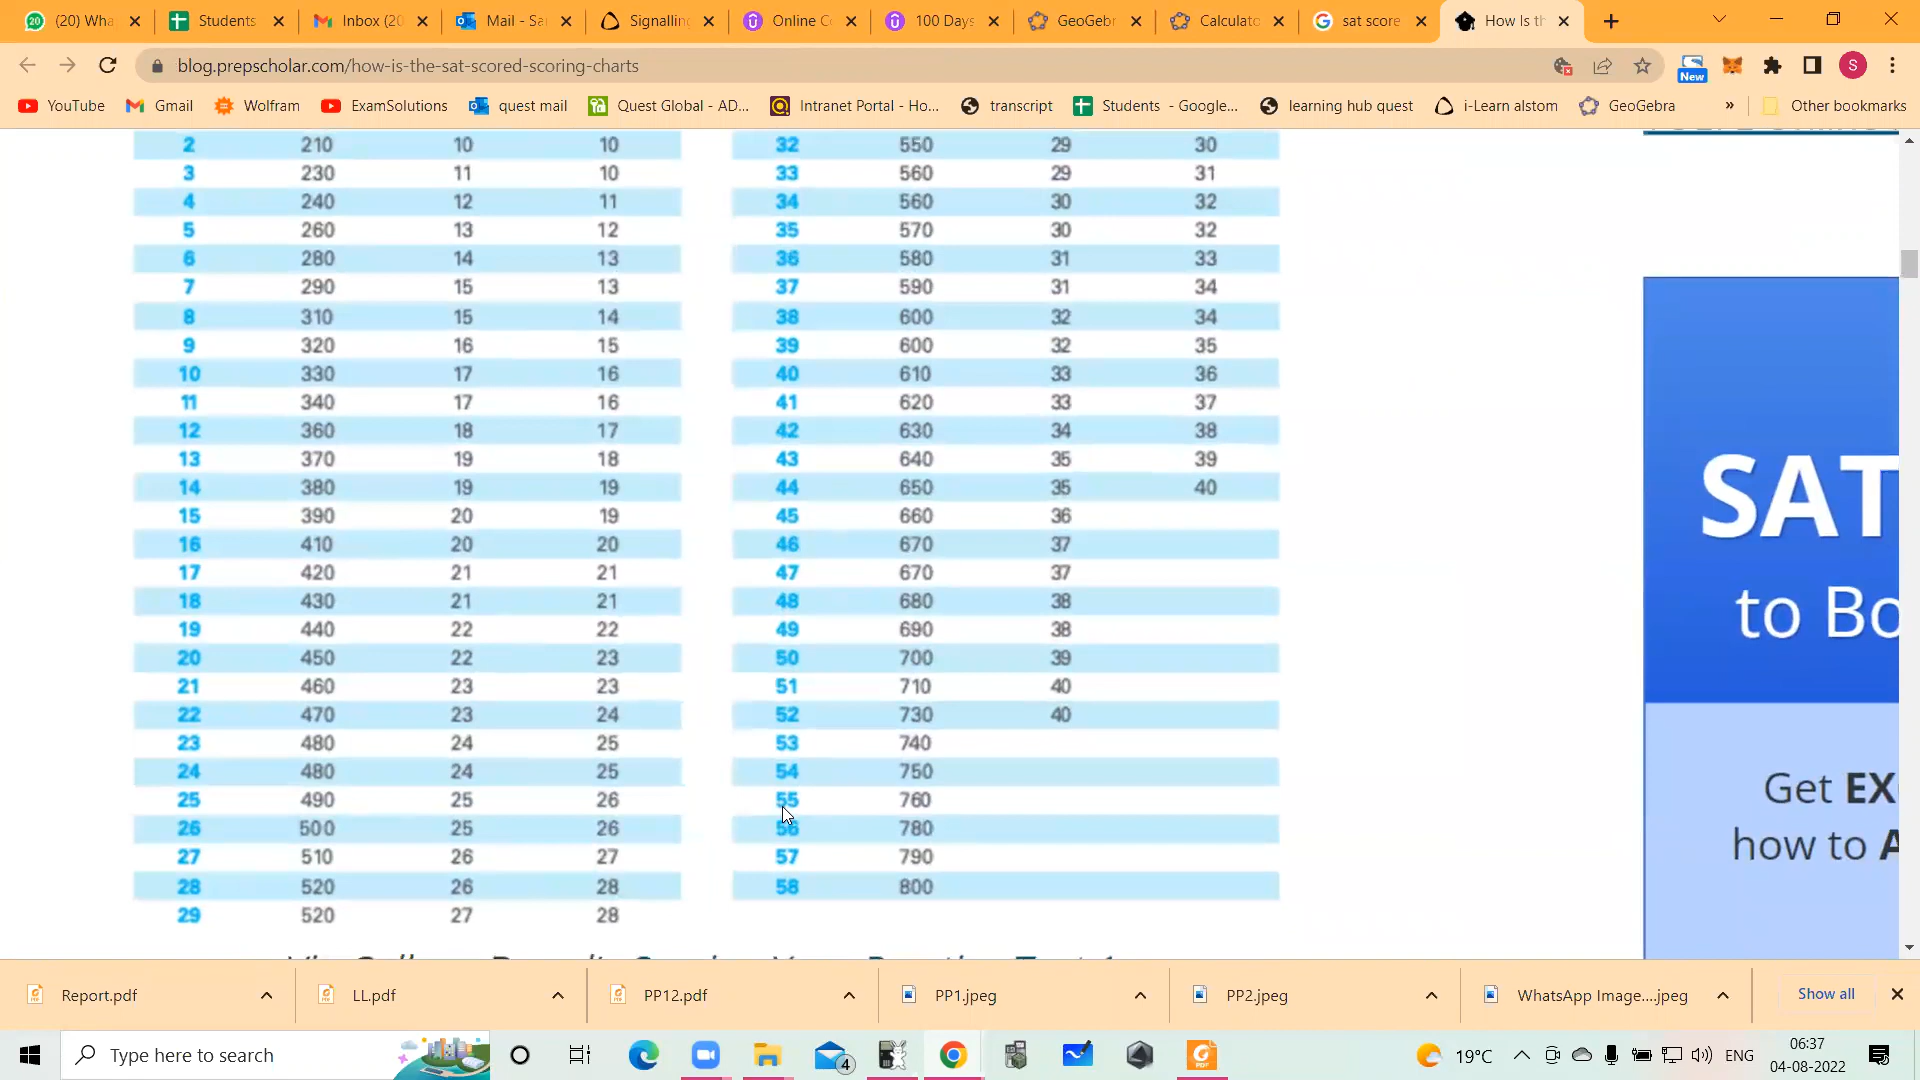 (20) Wha
Students
Inbox (20
Mail - Sa
Signalling
Online C
100 Days
GeoGebr
Calculato
sat score
How Is th
blog.prepscholar.com/how-is-the-sat-scored-scoring-charts
New
S
YouTube
Gmail
Wolfram
ExamSolutions
quest mail
Quest Global - AD...
Intranet Portal - Ho...
transcript
Students - Google...
learning hub quest
i-Learn alstom
GeoGebra
»
Other bookmarks
2 210 10 10 32 550 29 30
3 230 11 10 33 560 29 31
4 240 12 11 34 560 30 32
5 260 13 12 35 570 30 32
6 280 14 13 36 580 31 33
7 290 15 13 37 590 31 34
8 310 15 14 38 600 32 34
9 320 16 15 39 600 32 35
10 330 17 16 40 610 33 36
11 340 17 16 41 620 33 37
12 360 18 17 42 630 34 38
13 370 19 18 43 640 35 39
14 380 19 19 44 650 35 40
15 390 20 19 45 660 36
16 410 20 20 46 670 37
17 420 21 21 47 670 37
18 430 21 21 48 680 38
19 440 22 22 49 690 38
20 450 22 23 50 700 39
21 460 23 23 51 710 40
22 470 23 24 52 730 40
23 480 24 25 53 740
24 480 24 25 54 750
25 490 25 26 55 760
26 500 25 26 56 780
27 510 26 27 57 790
28 520 26 28 58 800
29 520 27 28
SAT
to Bo
Get EX
how to A
Report.pdf
LL.pdf
PP12.pdf
PP1.jpeg
PP2.jpeg
WhatsApp Image....jpeg
Show all
Type here to search
4
19°C
ENG
06:37
04-08-2022